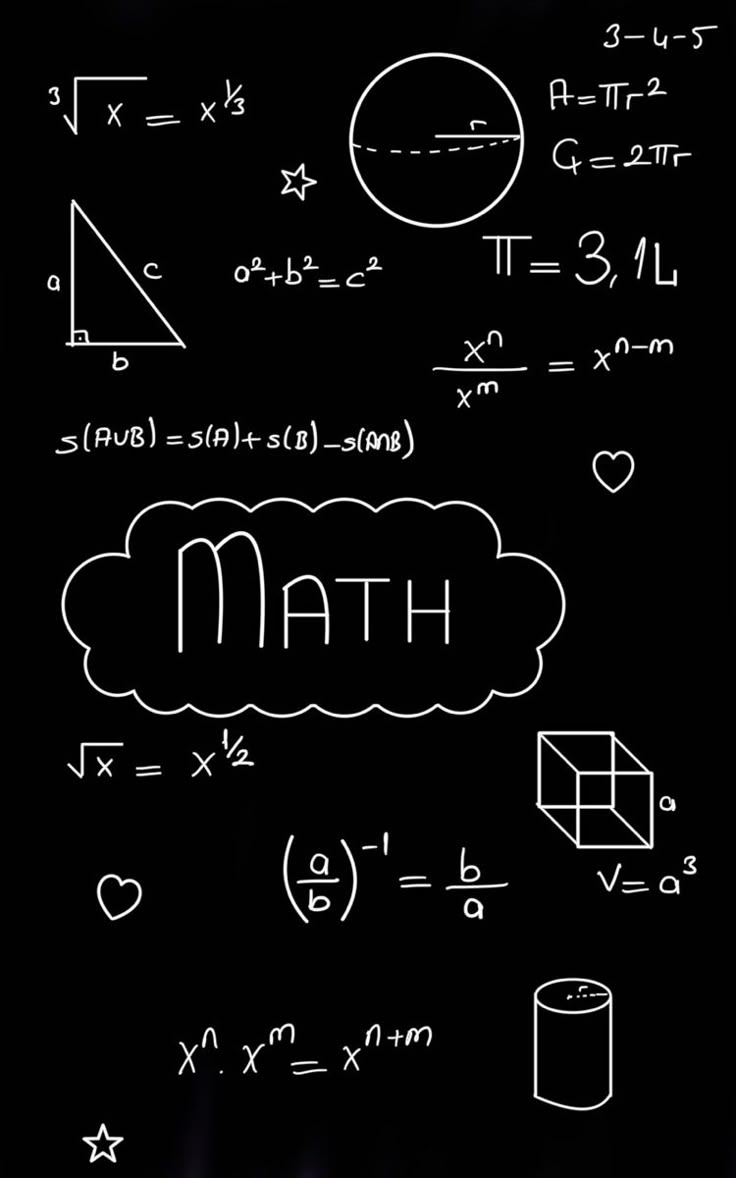 3-4-5
∛x = x^1/3
r
A=πr²
Ç=2πr
a
c
b
a²+b²=c²
π=3,14
xⁿ/xᵐ = xⁿ⁻ᵐ
s(A∪B)=s(A)+s(B)-s(A∩B)
MATH
√x = x^1/2
a
V=a³
(a/b)⁻¹ = b/a
r
xⁿ.xᵐ=xⁿ⁺ᵐ